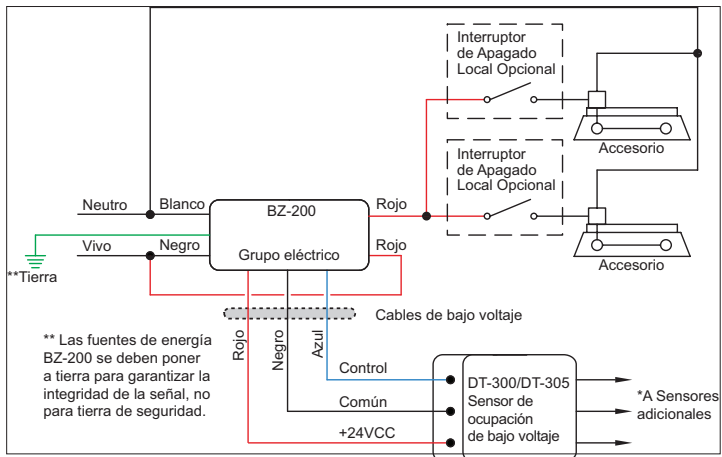 Interruptor
de Apagado
Local Opcional
Accesorio
Interruptor
de Apagado
Local Opcional
Accesorio
Neutro
Blanco
BZ-200
Rojo
Vivo
Negro
Grupo eléctrico
Rojo
**Tierra
Cables de bajo voltaje
** Las fuentes de energía
BZ-200 se deben poner
a tierra para garantizar la
integridad de la señal, no
para tierra de seguridad.
Rojo
Negro
Azul
Control
Común
+24VCC
DT-300/DT-305
Sensor de
ocupación
de bajo voltaje
*A Sensores
adicionales